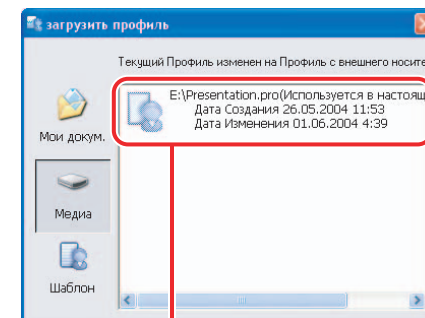 загрузить профиль
Текущий Профиль изменен на Профиль с внешнего носите
E:\Presentation.pro(Используется в настоящ
Дата Создания 26.05.2004 11:53
Дата Изменения 01.06.2004 4:39
Мои докум.
Медиа
Шаблон